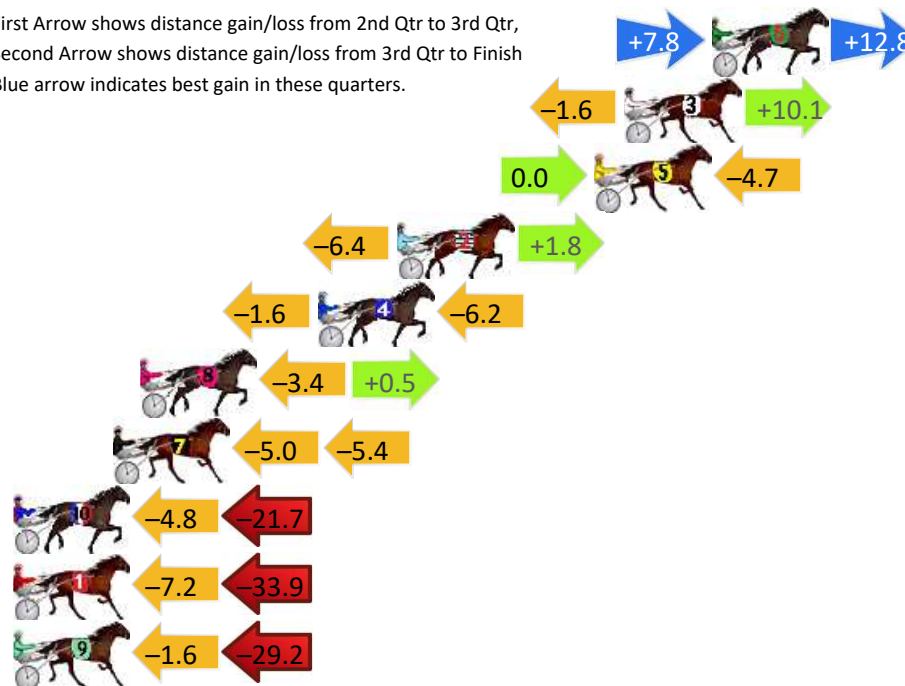 irst Arrow shows distance gain/loss from 2nd Qtr to 3rd Qtr,
Second Arrow shows distance gain/loss from 3rd Qtr to Finish
Blue arrow indicates best gain in these quarters.
+7.8 6 +12.8
−1.6 3 +10.1
0.0 5 −4.7
−6.4 2 +1.8
−1.6 4 −6.2
8 −3.4 +0.5
7 −5.0 −5.4
10 −4.8 −21.7
1 −7.2 −33.9
9 −1.6 −29.2